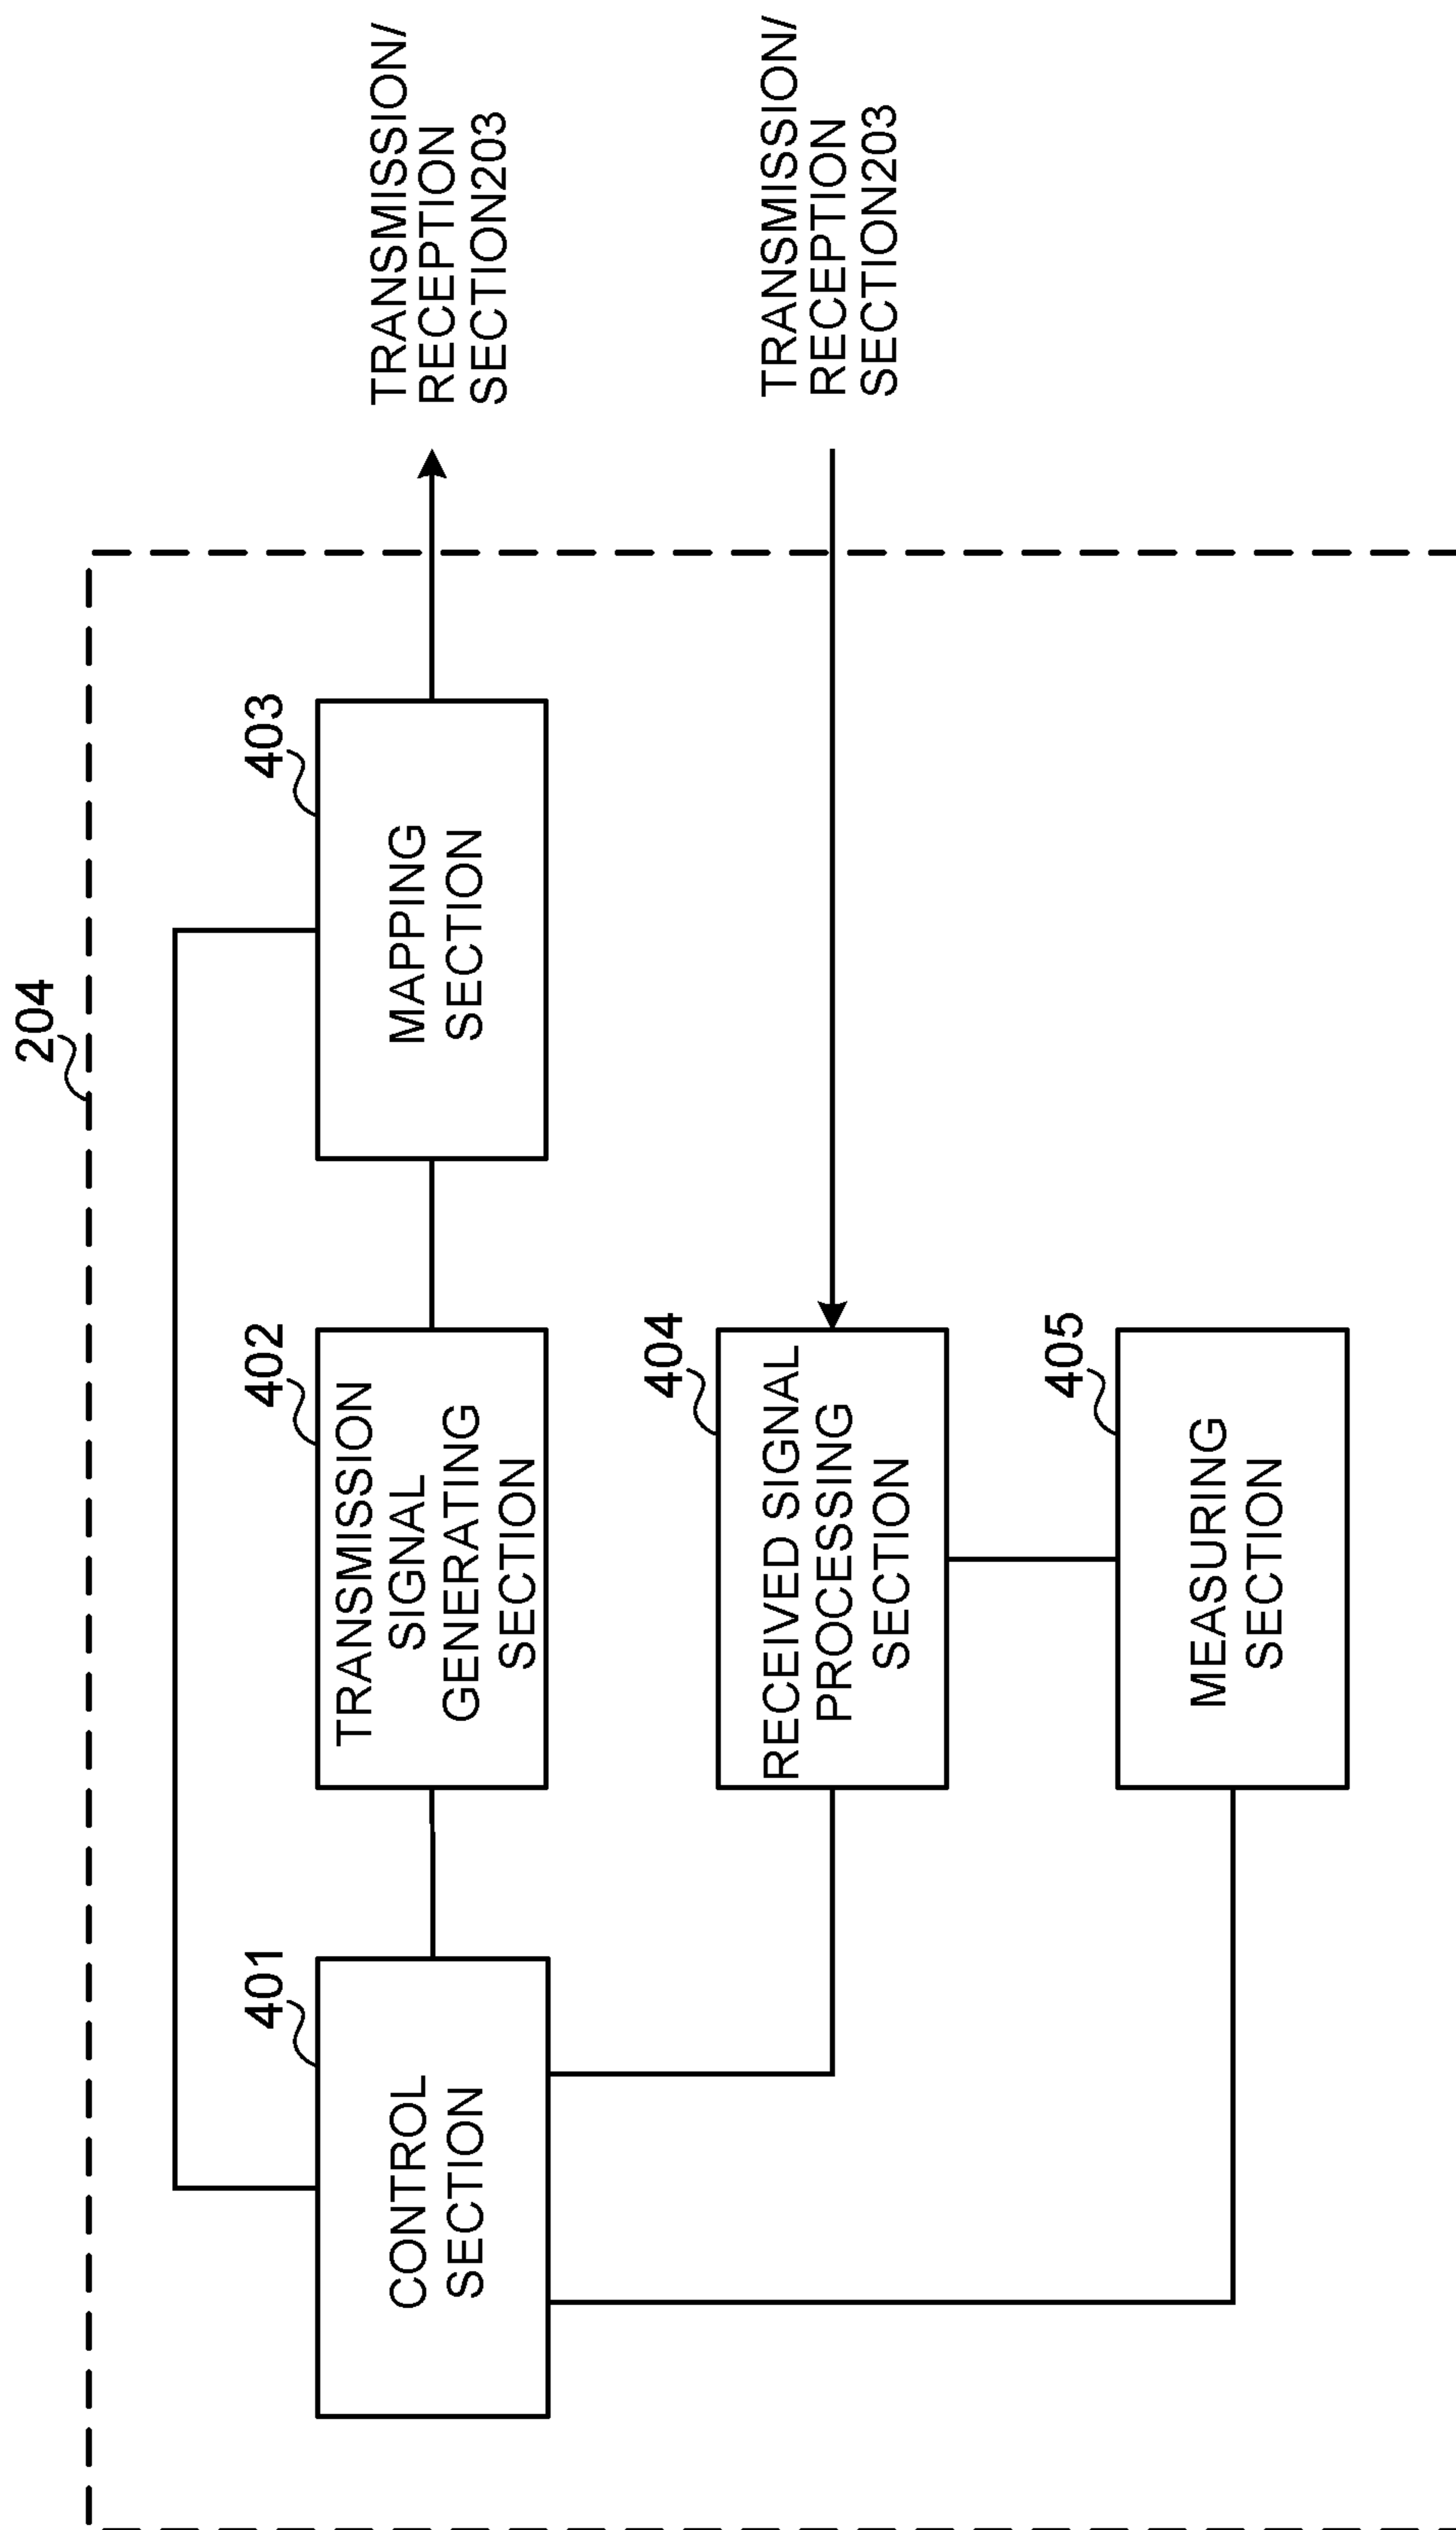 204
401
CONTROL
SECTION
402
TRANSMISSION
SIGNAL
GENERATING
SECTION
403
MAPPING
SECTION
TRANSMISSION/
RECEPTION
SECTION203
404
RECEIVED SIGNAL
PROCESSING
SECTION
TRANSMISSION/
RECEPTION
SECTION203
405
MEASURING
SECTION